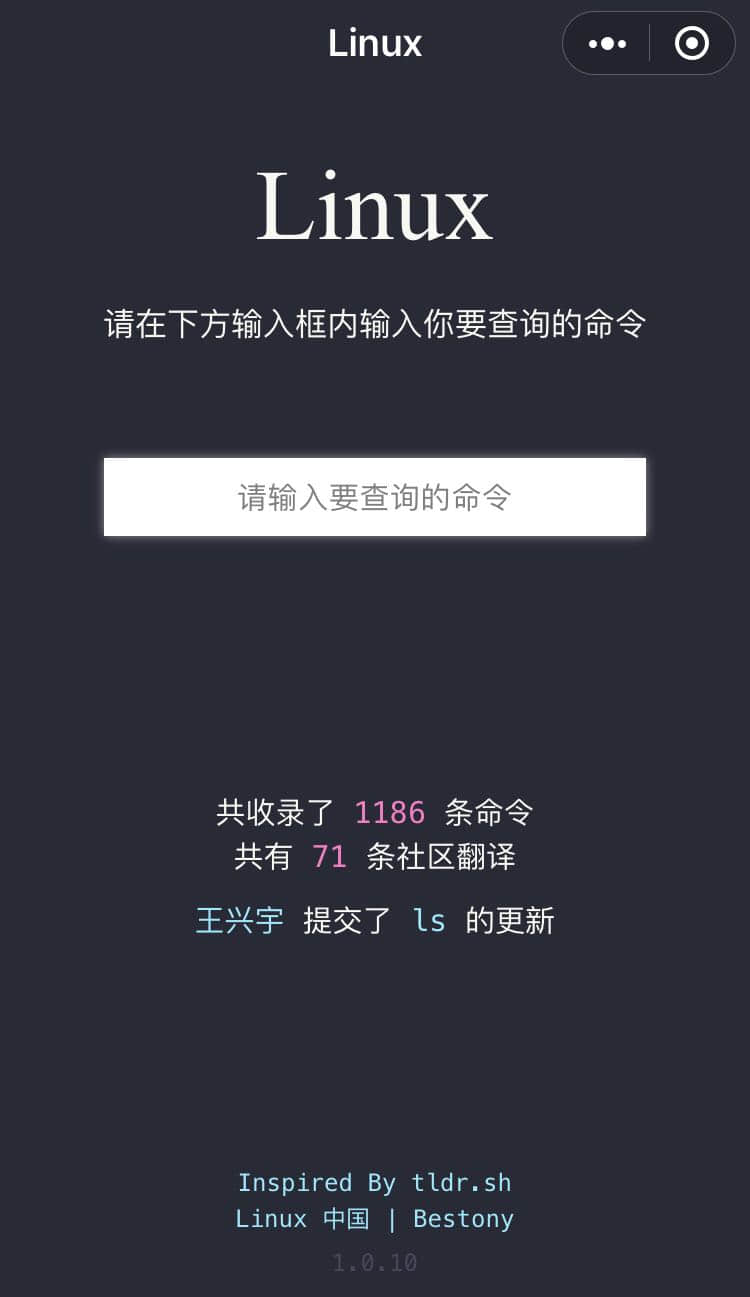 Linux
Linux
请在下方输入框内输入你要查询的命令
请输入要查询的命令
共收录了 1186 条命令
共有 71 条社区翻译
王兴宇 提交了 ls 的更新
Inspired By tldr.sh
Linux 中国 | Bestony
1.0.10